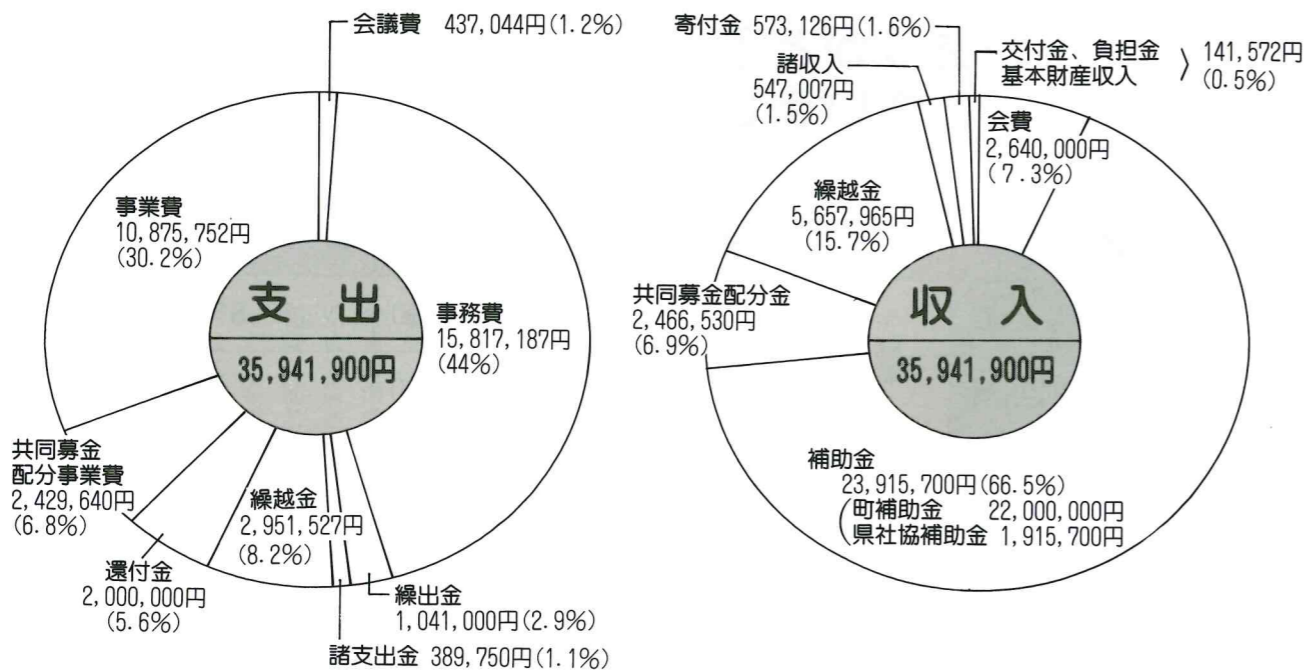 会議費 437,044円(1.2%)
事業費
10,875,752円
(30.2%)
支出
35,941,900円
事務費
15,817,187円
(44%)
共同募金
配分事業費
2,429,640円
(6.8%)
還付金
2,000,000円
(5.6%)
繰越金
2,951,527円
(8.2%)
繰出金
1,041,000円(2.9%)
諸支出金 389,750円(1.1%)
寄付金 573,126円(1.6%)
諸収入
547,007円
(1.5%)
交付金、負担金
基本財産収入
〉141,572円
(0.5%)
会費
2,640,000円
(7.3%)
繰越金
5,657,965円
(15.7%)
共同募金配分金
2,466,530円
(6.9%)
収入
35,941,900円
補助金
23,915,700円(66.5%)
(町補助金 22,000,000円
県社協補助金 1,915,700円